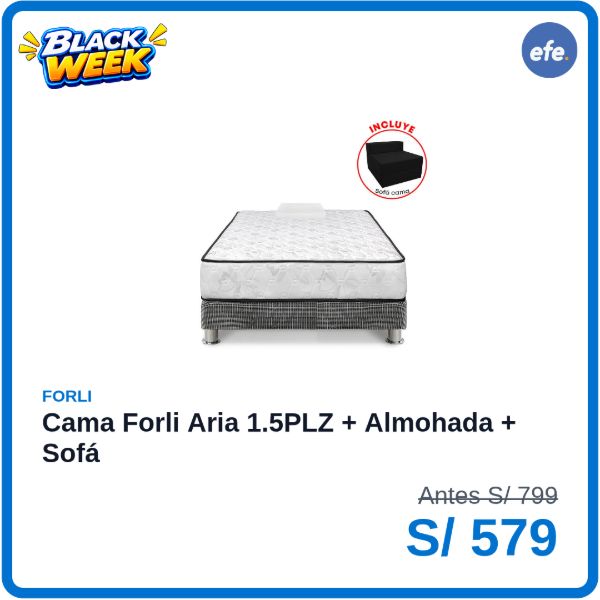 BLACK
WEEK
efe.
INCLUYE
Sofá cama
FORLI
Cama Forli Aria 1.5PLZ + Almohada +
Sofá
Antes S/ 799
S/ 579